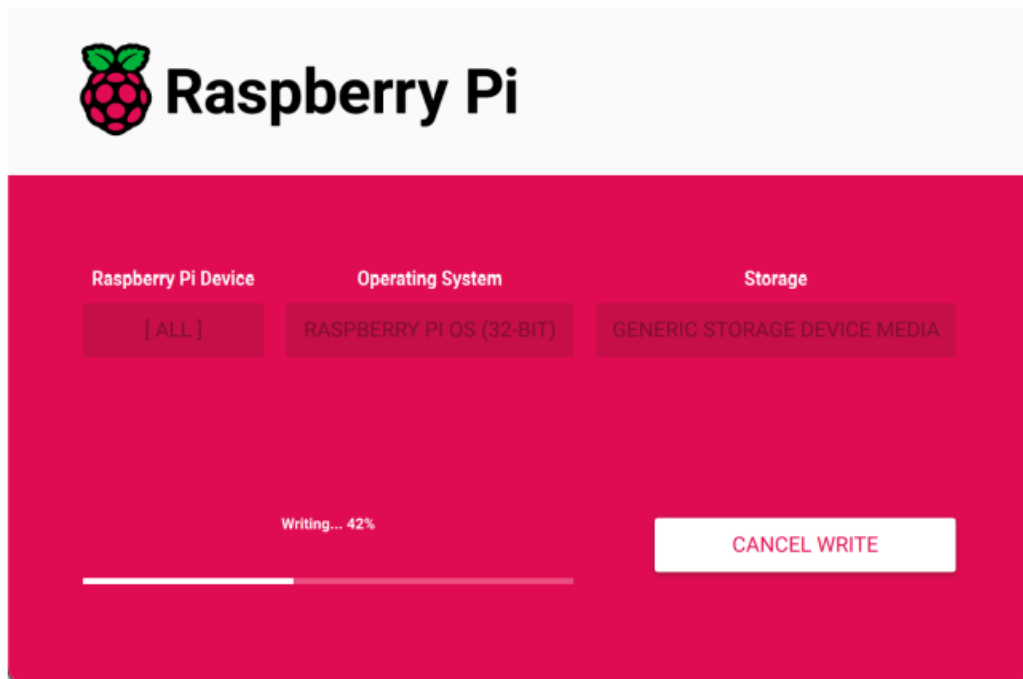 Raspberry Pi
Raspberry Pi Device
Operating System
Storage
[ ALL ]
RASPBERRY PI OS (32-BIT)
GENERIC STORAGE DEVICE MEDIA
Writing... 42%
CANCEL WRITE